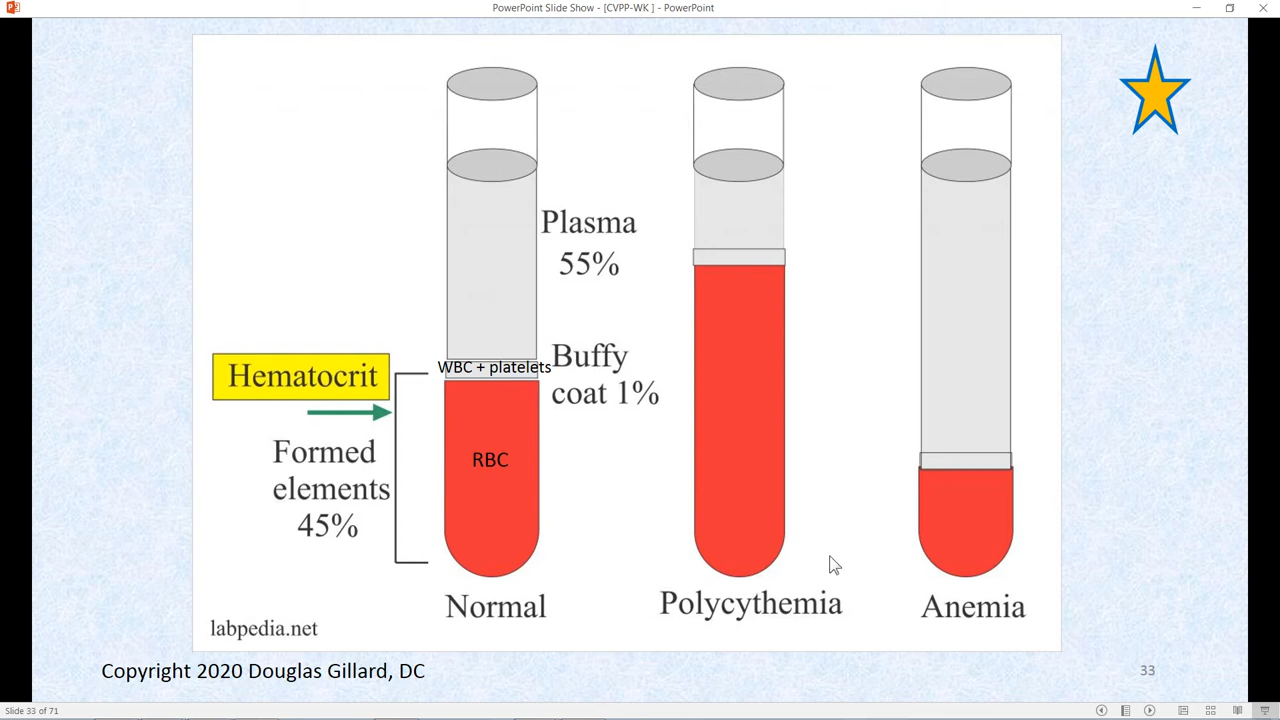 PowerPoint Slide Show - [CVPP-WK ] - PowerPoint
Plasma
55%
WBC + platelets
Buffy
coat 1%
Hematocrit
Formed
elements
45%
RBC
Normal
Polycythemia
Anemia
labpedia.net
Copyright 2020 Douglas Gillard, DC
33
Slide 33 of 71